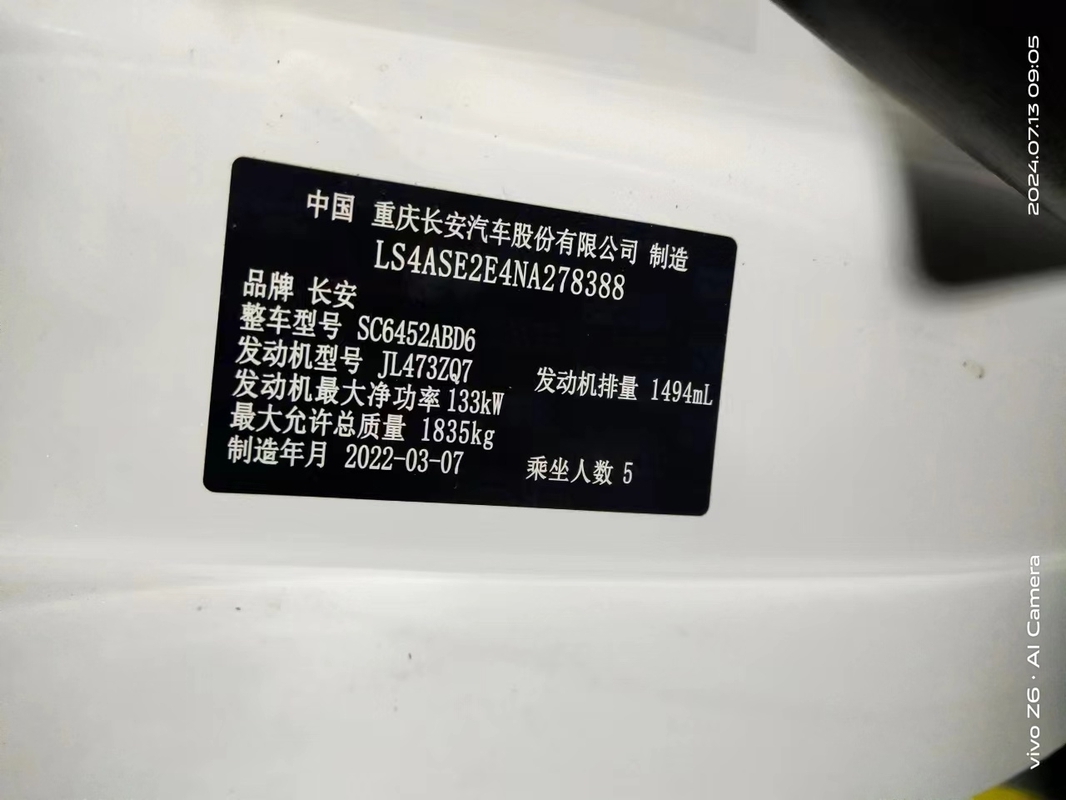 中国 重庆长安汽车股份有限公司 制造
LS4ASE2E4NA278388
品牌 长安
整车型号 SC6452ABD6
发动机型号 JL473ZQ7 发动机排量 1494mL
发动机最大净功率 133kW
最大允许总质量 1835kg
制造年月 2022-03-07 乘坐人数 5
2024.07.13 09:05
vivo Z6 · AI Camera